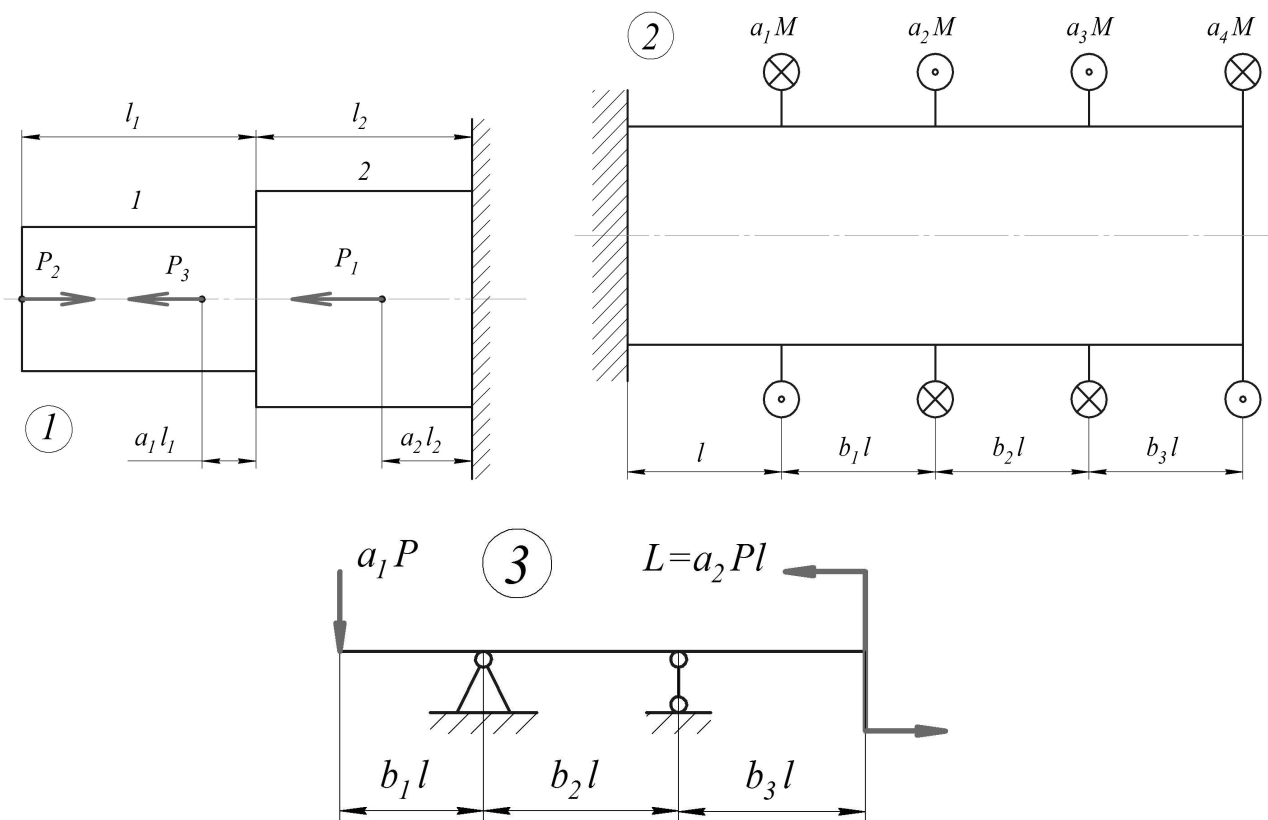 2
a₁M a₂M a₃M a₄M
l₁ l₂
1 2
P₂ P₃ P₁
1
a₁l₁ a₂l₂
l b₁l b₂l b₃l
3
a₁P L=a₂Pl
b₁l b₂l b₃l